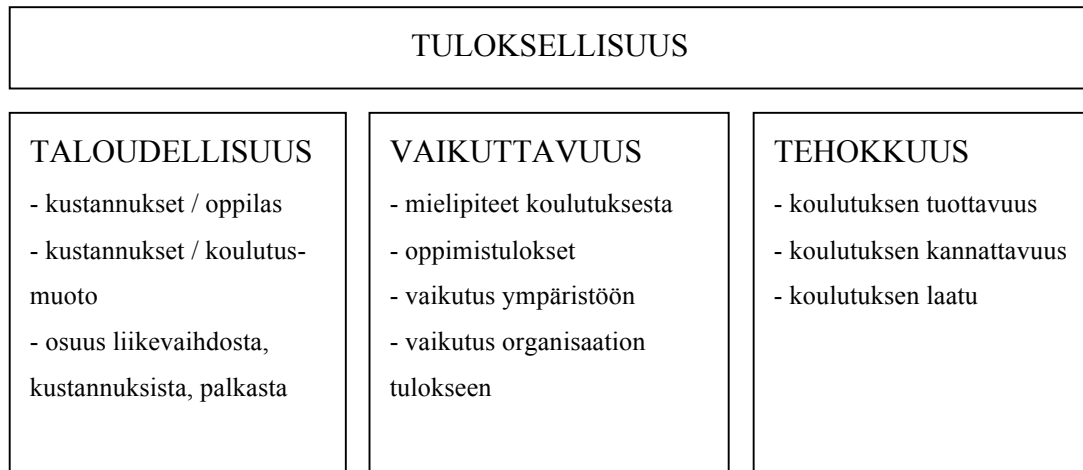 TULOKSELLISUUS
TALOUDELLISUUS
- kustannukset / oppilas
- kustannukset / koulutus-
muoto
- osuus liikevaihdosta,
kustannuksista, palkasta
VAIKUTTAVUUS
- mielipiteet koulutuksesta
- oppimistulokset
- vaikutus ympäristöön
- vaikutus organisaation
tulokseen
TEHOKKUUS
- koulutuksen tuottavuus
- koulutuksen kannattavuus
- koulutuksen laatu